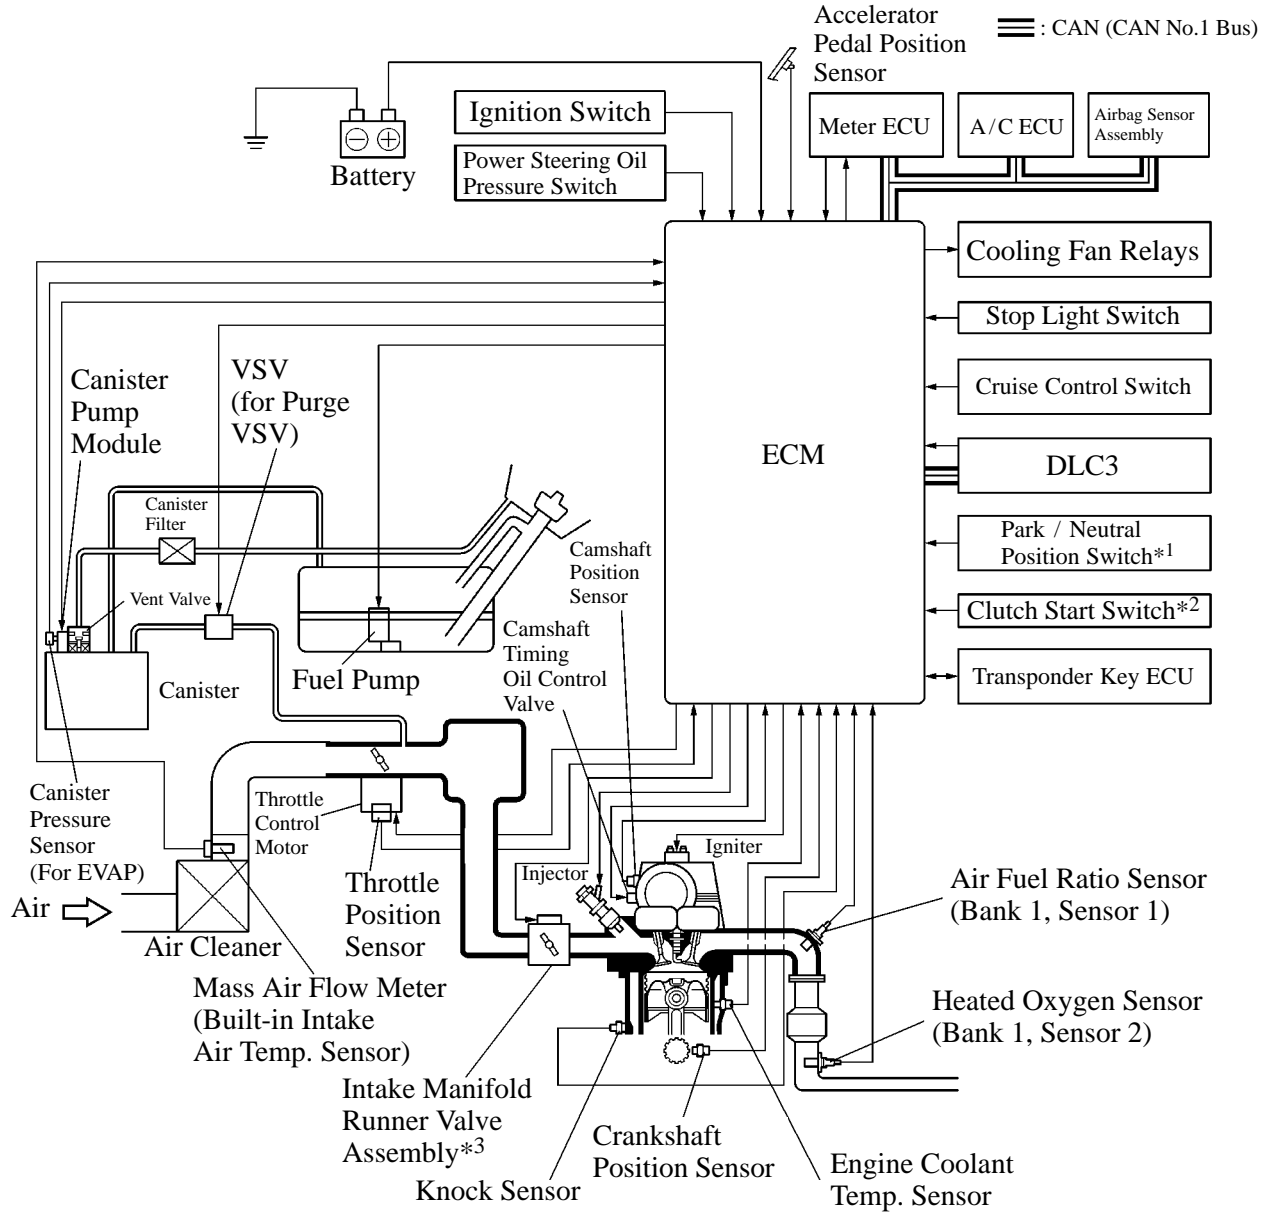 Accelerator
Pedal Position
Sensor
: CAN (CAN No.1 Bus)
Ignition Switch
Power Steering Oil
Pressure Switch
Battery
Meter ECU
A/C ECU
Airbag Sensor
Assembly
Cooling Fan Relays
Stop Light Switch
Cruise Control Switch
ECM
DLC3
Park / Neutral
Position Switch*1
Clutch Start Switch*2
Transponder Key ECU
Canister
Pump
Module
VSV
(for Purge
VSV)
Canister
Filter
Vent Valve
Canister
Fuel Pump
Camshaft
Position
Sensor
Camshaft
Timing
Oil Control
Valve
Canister
Pressure
Sensor
(For EVAP)
Throttle
Control
Motor
Throttle
Position
Sensor
Injector
Igniter
Air
Air Cleaner
Mass Air Flow Meter
(Built-in Intake
Air Temp. Sensor)
Intake Manifold
Runner Valve
Assembly*3
Knock Sensor
Crankshaft
Position Sensor
Engine Coolant
Temp. Sensor
Air Fuel Ratio Sensor
(Bank 1, Sensor 1)
Heated Oxygen Sensor
(Bank 1, Sensor 2)